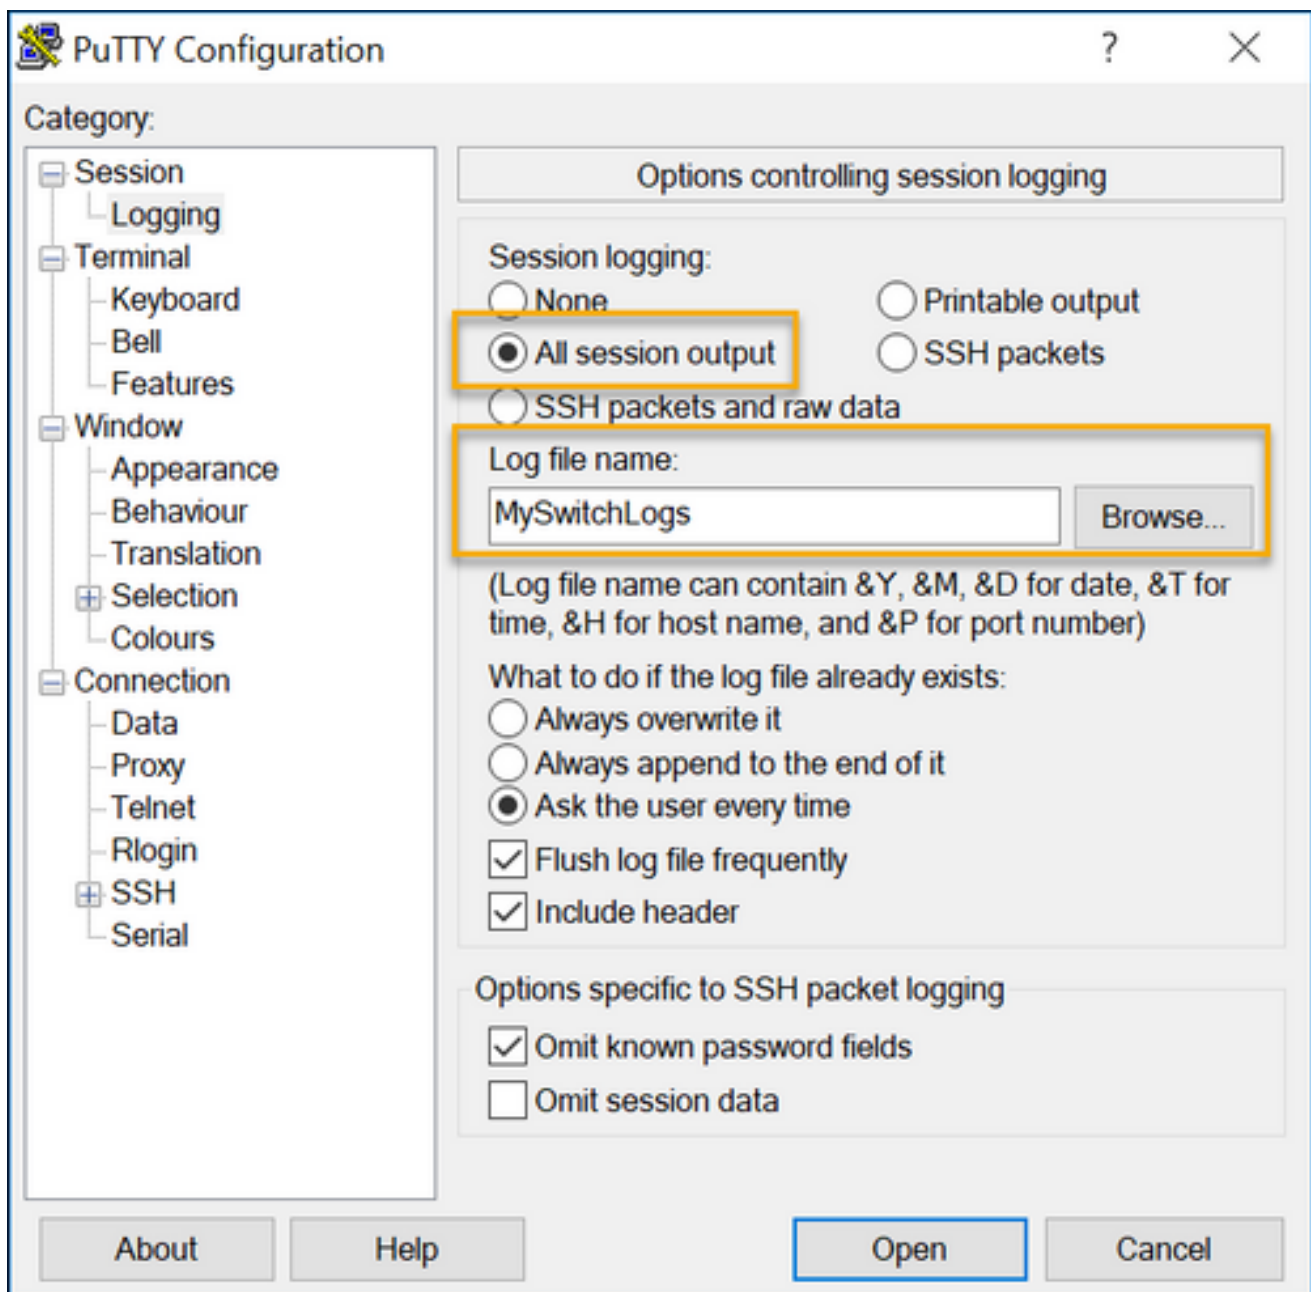 PuTTY Configuration
?
Category:
Session
Logging
Terminal
Keyboard
Bell
Features
Window
Appearance
Behaviour
Translation
Selection
Colours
Connection
Data
Proxy
Telnet
Rlogin
SSH
Serial
Options controlling session logging
Session logging:
None
Printable output
All session output
SSH packets
SSH packets and raw data
Log file name:
MySwitchLogs
Browse...
(Log file name can contain &Y, &M, &D for date, &T for
time, &H for host name, and &P for port number)
What to do if the log file already exists:
Always overwrite it
Always append to the end of it
Ask the user every time
Flush log file frequently
Include header
Options specific to SSH packet logging
Omit known password fields
Omit session data
About
Help
Open
Cancel